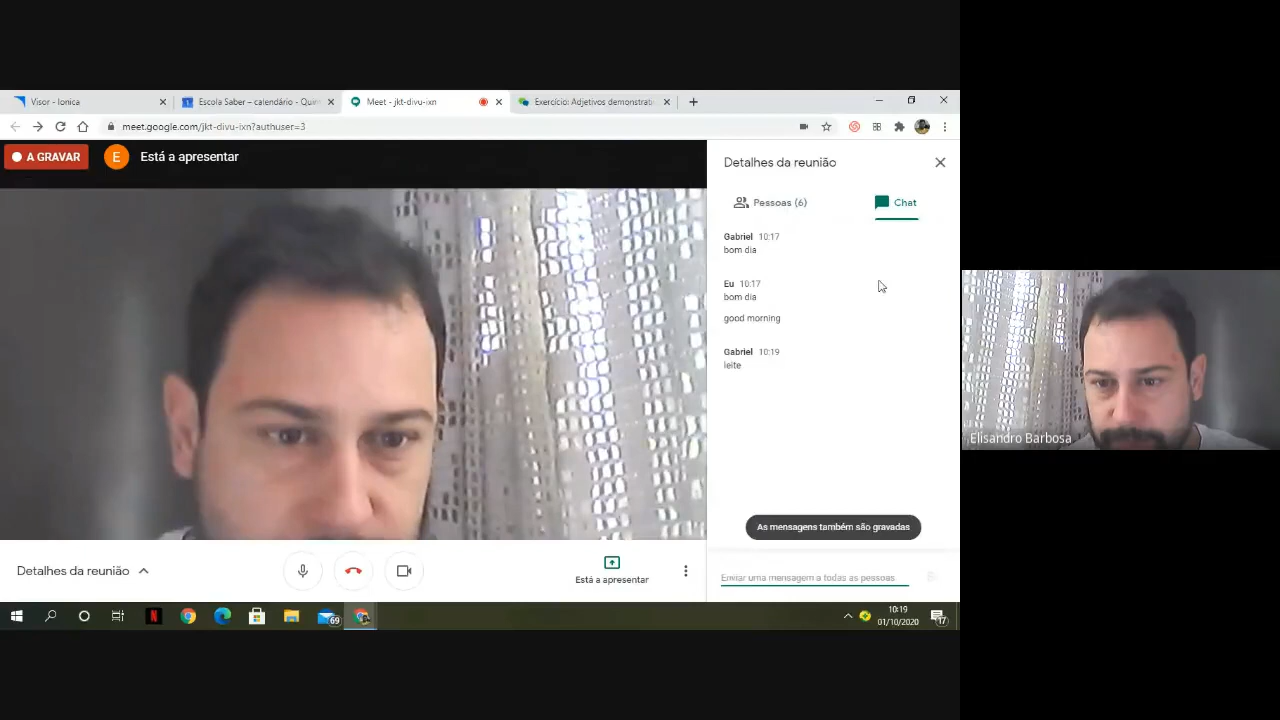 Visor - Ionica
Escola Saber – calendário - Quin
Meet - jkt-divu-ixn
Exercício: Adjetivos demonstrati
meet.google.com/jkt-divu-ixn?authuser=3
A GRAVAR
E
Está a apresentar
Detalhes da reunião
Pessoas (6)
Chat
Gabriel 10:17
bom dia
Eu 10:17
bom dia
good morning
Gabriel 10:19
leite
As mensagens também são gravadas
Enviar uma mensagem a todas as pessoas
Detalhes da reunião
Está a apresentar
69
10:19
01/10/2020
17
Elisandro Barbosa